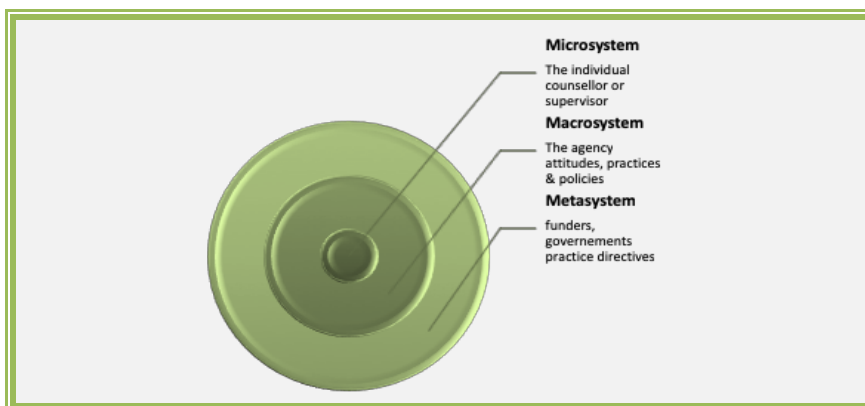 Microsystem
The individual
counsellor or
supervisor
Macrosystem
The agency
attitudes, practices
& policies
Metasystem
funders,
governements
practice directives